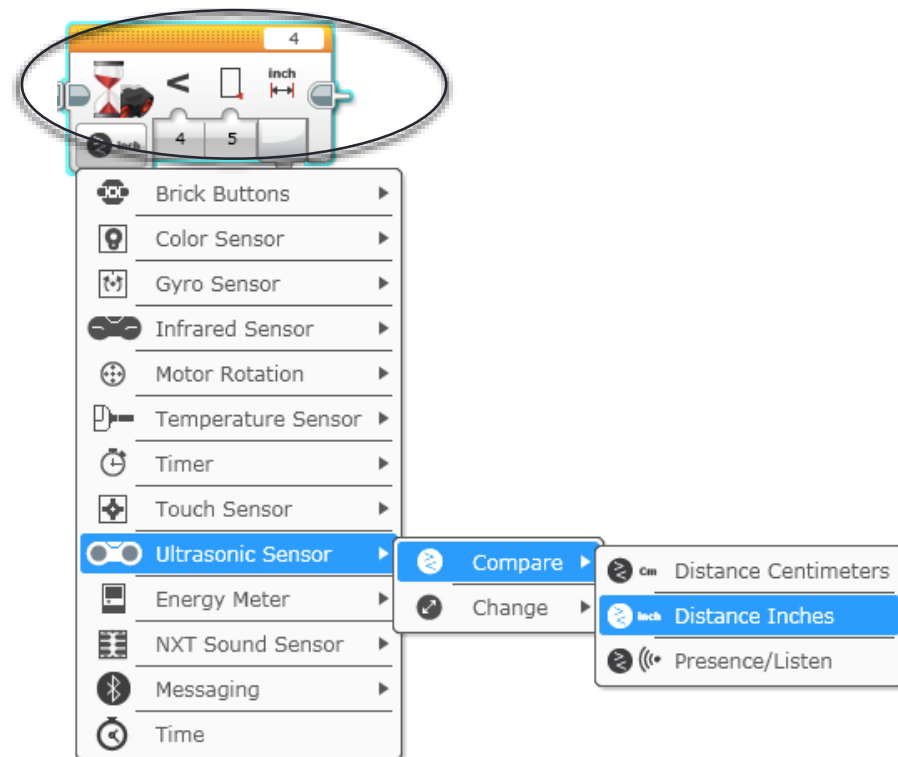 4
< inch
inch 4 5
Brick Buttons
Color Sensor
Gyro Sensor
Infrared Sensor
Motor Rotation
Temperature Sensor
Timer
Touch Sensor
Ultrasonic Sensor
Compare
Cm Distance Centimeters
Energy Meter
Change
Inch Distance Inches
NXT Sound Sensor
Presence/Listen
Messaging
Time